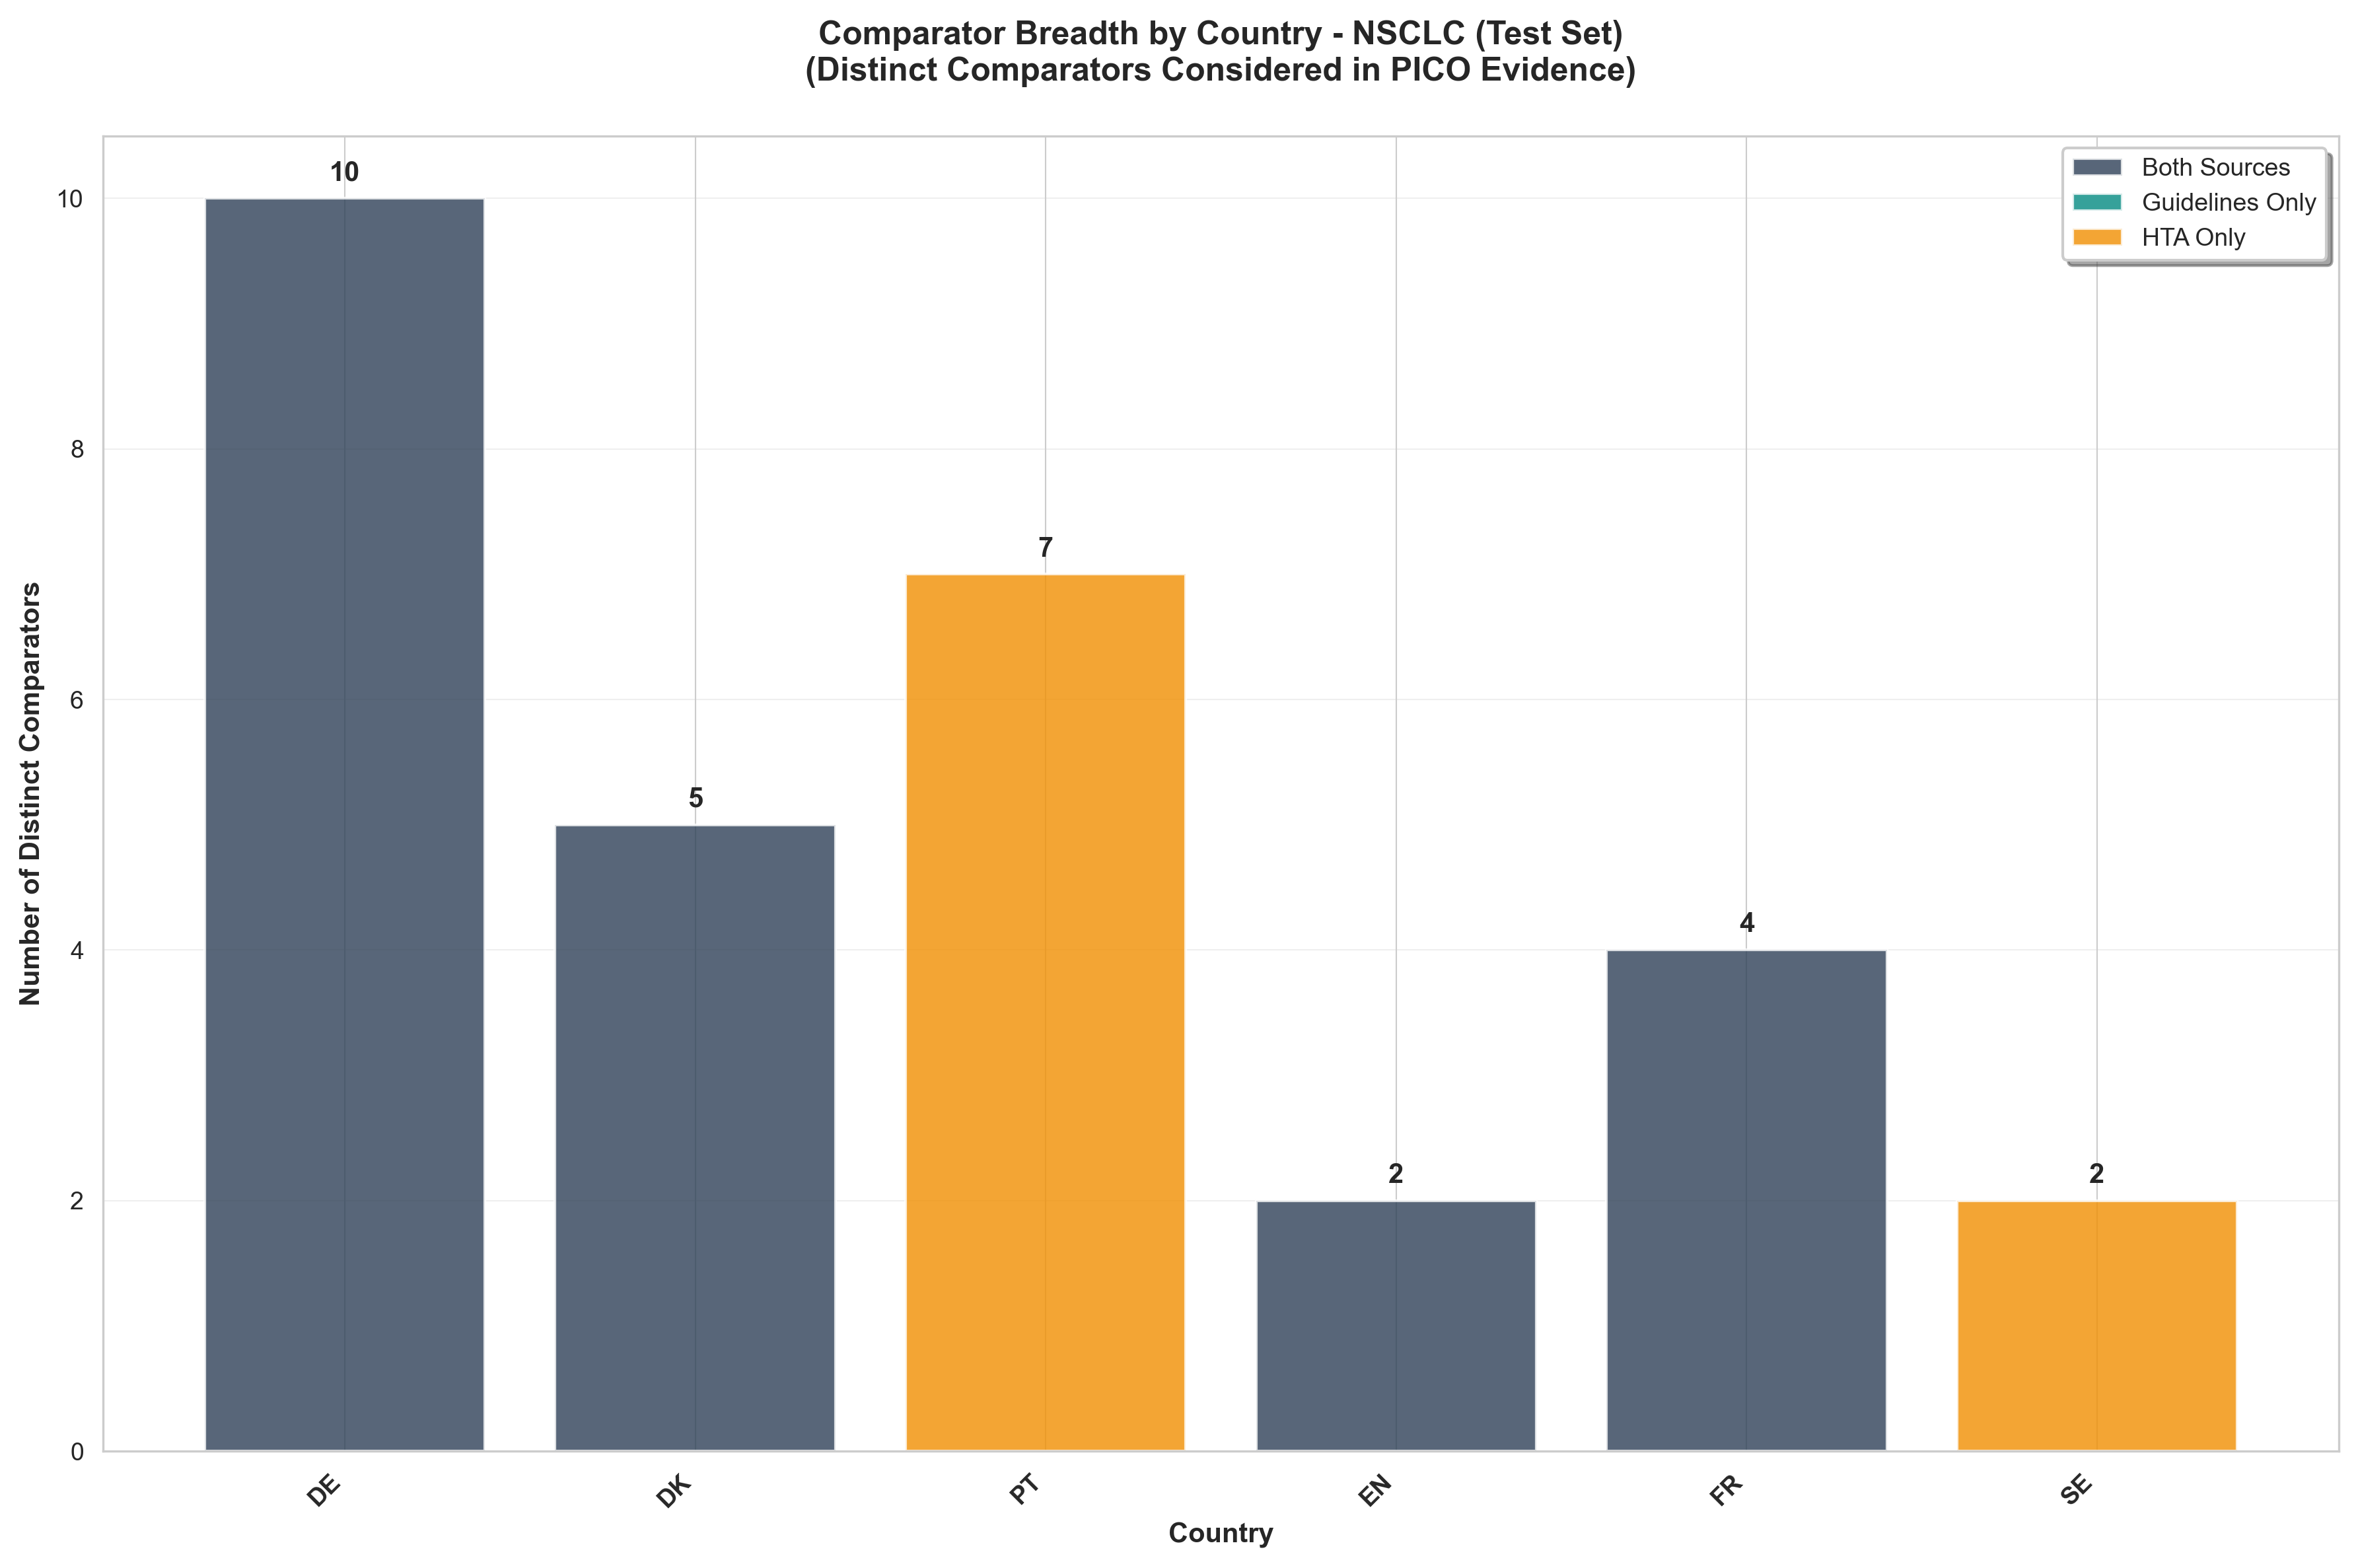 Comparator Breadth by Country - NSCLC (Test Set)
(Distinct Comparators Considered in PICO Evidence)
Both Sources
Guidelines Only
HTA Only
Number of Distinct Comparators
10
8
6
4
2
0
10
5
7
2
4
2
DE
DK
PT
EN
FR
SE
Country